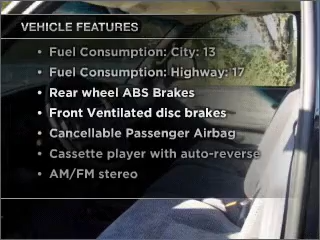 VEHICLE FEATURES
• Fuel Consumption: City: 13
• Fuel Consumption: Highway: 17
• Rear wheel ABS Brakes
• Front Ventilated disc brakes
• Cancellable Passenger Airbag
• Cassette player with auto-reverse
• AM/FM stereo